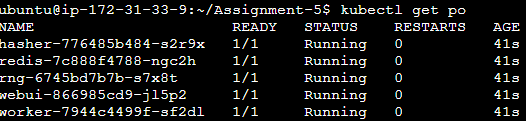 ubuntu@ip-172-31-33-9:~/Assignment-5$ kubectl get po
NAME READY STATUS RESTARTS AGE
hasher-776485b484-s2r9x 1/1 Running 0 41s
redis-7c888f4788-ngc2h 1/1 Running 0 41s
rng-6745bd7b7b-s7x8t 1/1 Running 0 41s
webui-866985cd9-jl5p2 1/1 Running 0 41s
worker-7944c4499f-sf2dl 1/1 Running 0 41s